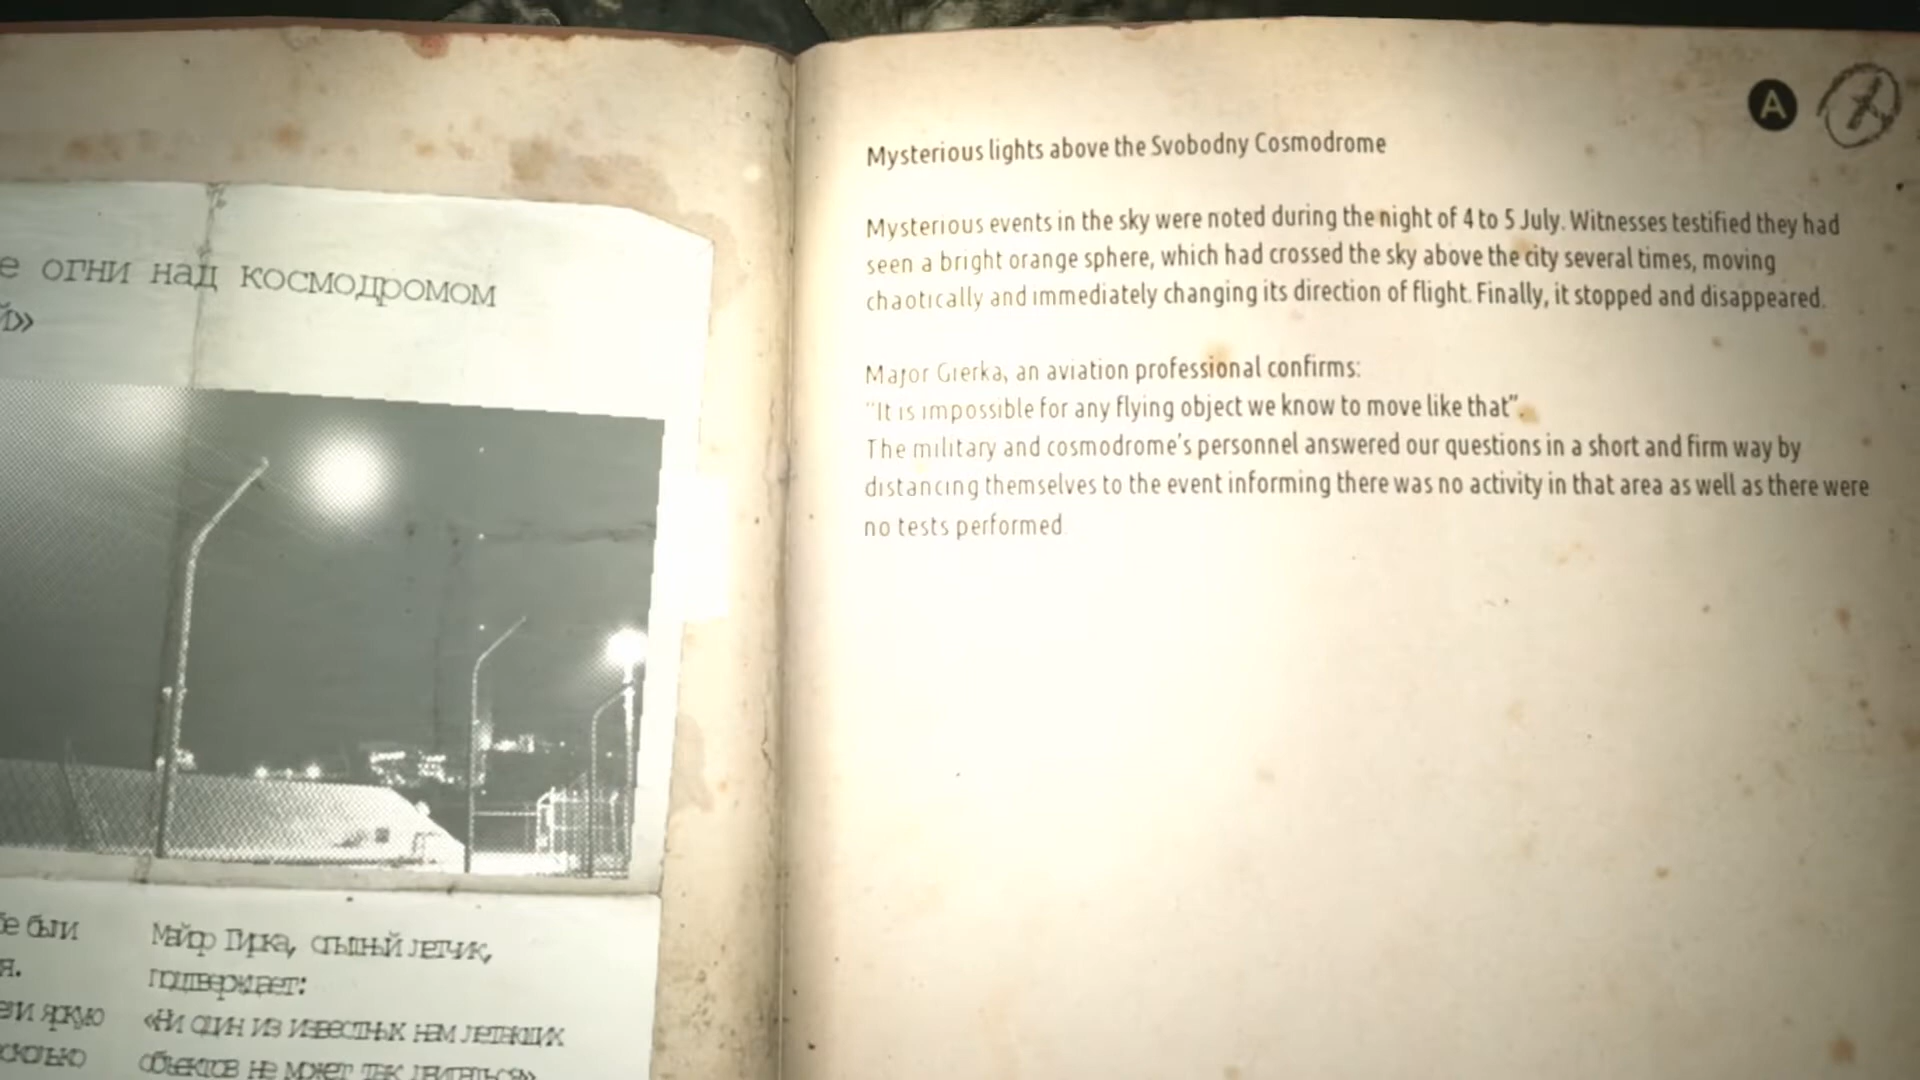 е огни над космодромом
й»
бе были
я.
яркую
Майор Гирка, опытный летчик,
подтверждает:
«Ни один из известных нам летающих
объектов не может так двигаться»
A
Mysterious lights above the Svobodny Cosmodrome
Mysterious events in the sky were noted during the night of 4 to 5 July. Witnesses testified they had
seen a bright orange sphere, which had crossed the sky above the city several times, moving
chaotically and immediately changing its direction of flight. Finally, it stopped and disappeared.
Major Gierka, an aviation professional confirms:
"It is impossible for any flying object we know to move like that".
The military and cosmodrome's personnel answered our questions in a short and firm way by
distancing themselves to the event informing there was no activity in that area as well as there were
no tests performed.